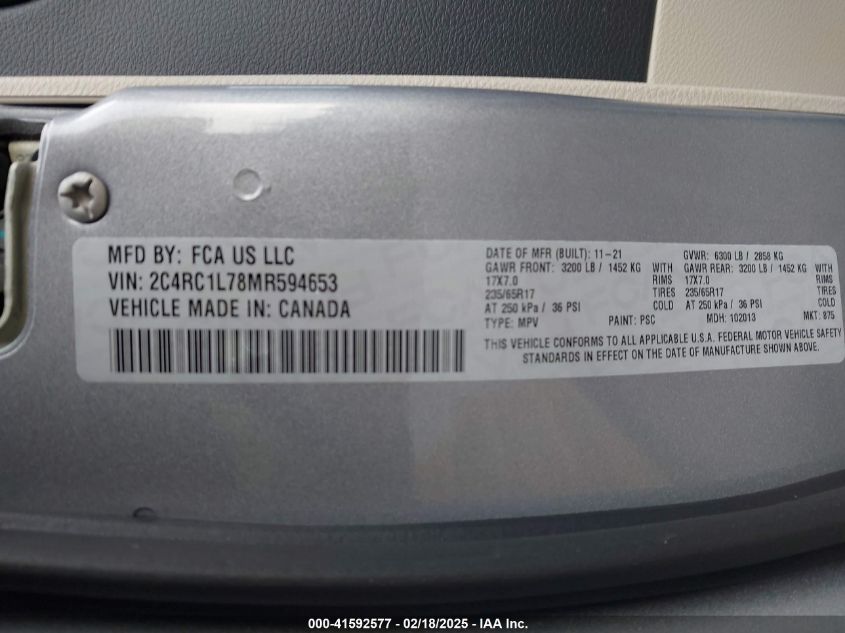 MFD BY: FCA US LLC
VIN: 2C4RC1L78MR594653
VEHICLE MADE IN: CANADA
DATE OF MFR (BUILT): 11-21 GVWR: 6300 LB / 2858 KG
GAWR FRONT: 3200 LB / 1452 KG WITH GAWR REAR: 3200 LB / 1452 KG WITH
17X7.0 RIMS 17X7.0 RIMS
235/65R17 TIRES 235/65R17 TIRES
AT 250 kPa / 36 PSI COLD AT 250 kPa / 36 PSI COLD
TYPE: MPV PAINT: PSC MDH: 102013 MKT: 875
THIS VEHICLE CONFORMS TO ALL APPLICABLE U.S.A. FEDERAL MOTOR VEHICLE SAFETY
STANDARDS IN EFFECT ON THE DATE OF MANUFACTURE SHOWN ABOVE.
000-41592577 - 02/18/2025 - IAA Inc.